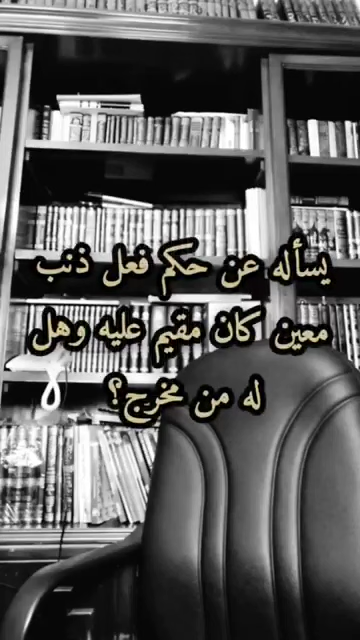 يسأله عن حكم فعل ذنب
معين كان مقيم عليه وهل
له من مخرج؟